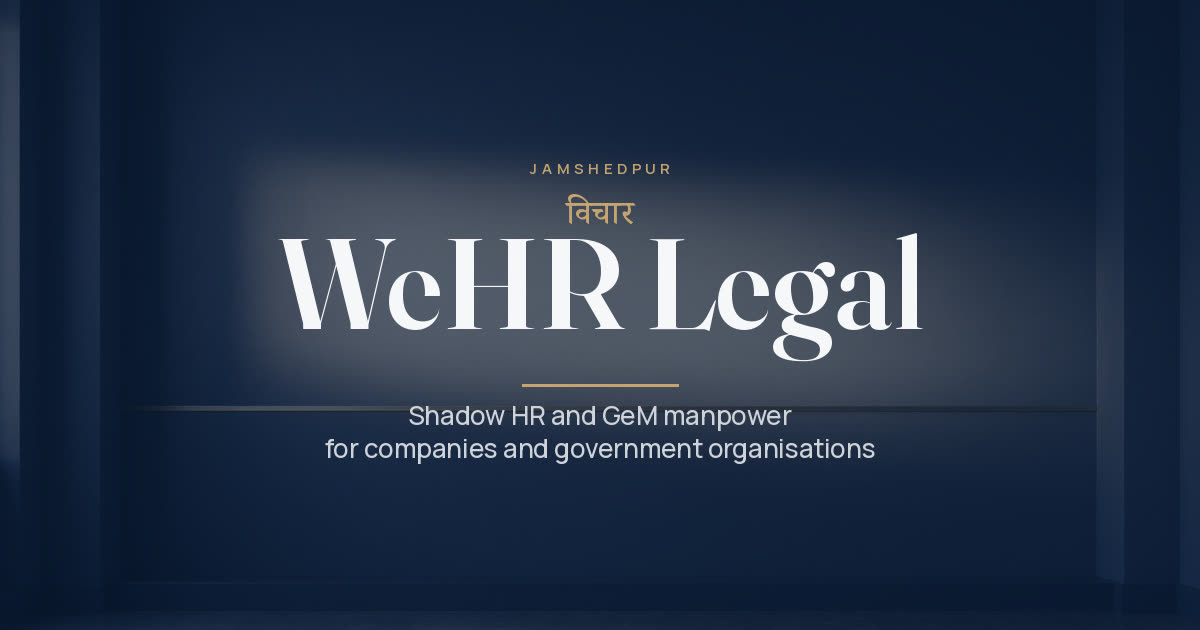 JAMSHEDPUR
विचार
WeHR Legal
Shadow HR and GeM manpower
for companies and government organisations